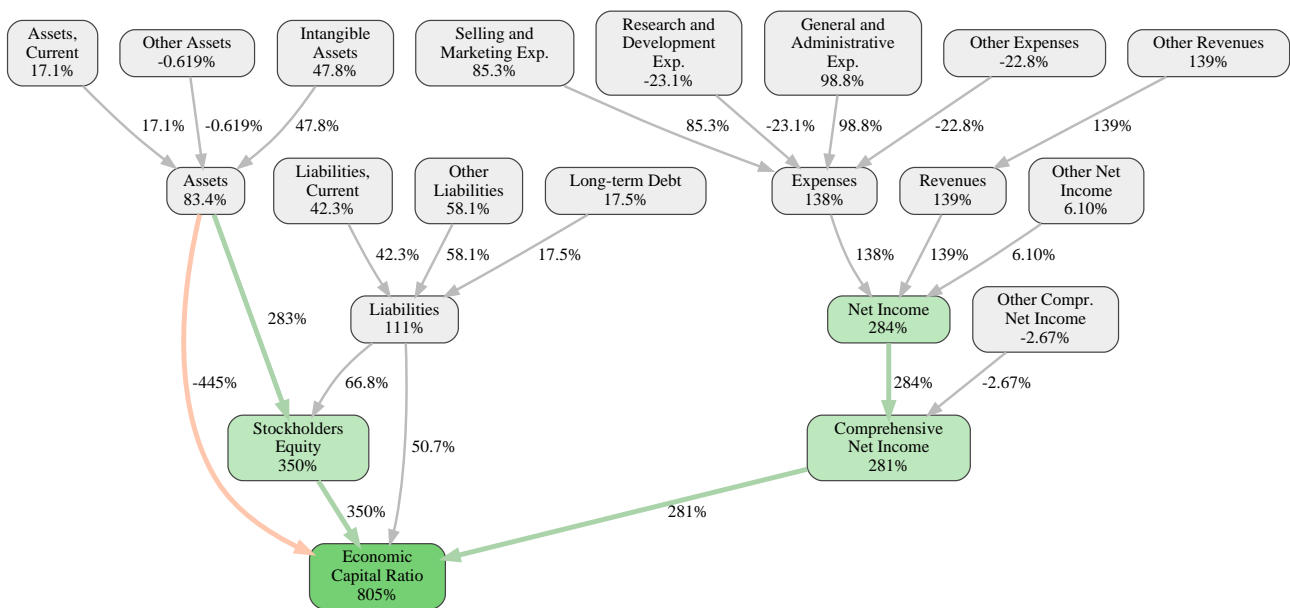 Assets,
Current
17.1%
Other Assets
-0.619%
Intangible
Assets
47.8%
Selling and
Marketing Exp.
85.3%
Research and
Development
Exp.
-23.1%
General and
Administrative
Exp.
98.8%
Other Expenses
-22.8%
Other Revenues
139%
17.1%
-0.619%
47.8%
85.3%
-23.1%
98.8%
-22.8%
139%
Assets
83.4%
Liabilities,
Current
42.3%
Other
Liabilities
58.1%
Long-term Debt
17.5%
Expenses
138%
Revenues
139%
Other Net
Income
6.10%
42.3%
58.1%
17.5%
138%
139%
6.10%
283%
Liabilities
111%
Net Income
284%
Other Compr.
Net Income
-2.67%
-445%
66.8%
284%
-2.67%
Stockholders
Equity
350%
50.7%
Comprehensive
Net Income
281%
350%
281%
Economic
Capital Ratio
805%